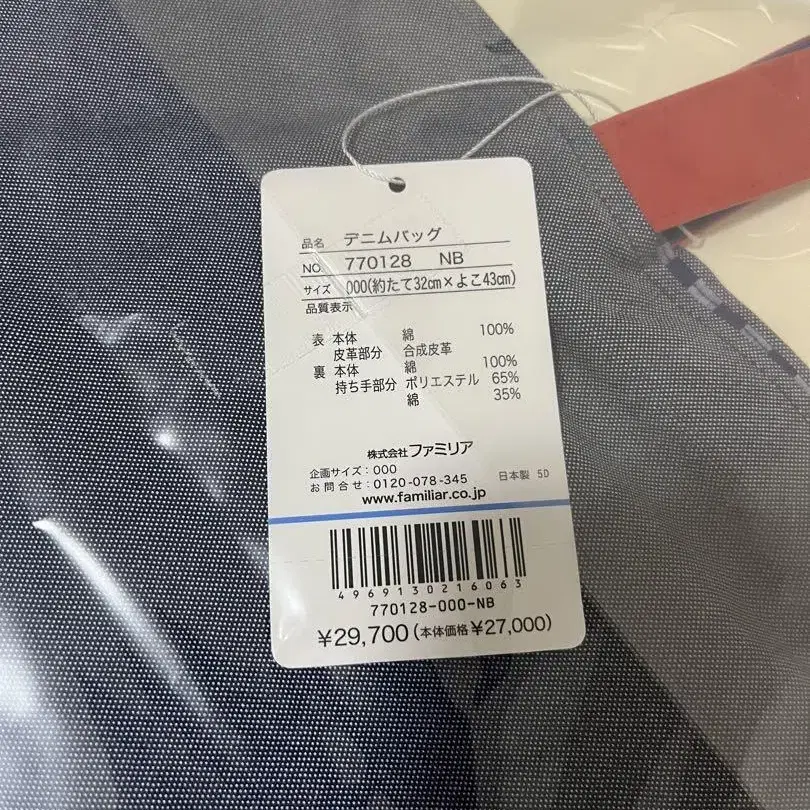 品名 デニムバッグ
NO. 770128 NB
サイズ 000(約たて32cm×よこ43cm)
品質表示
表 本体 綿 100%
皮革部分 合成皮革
裏 本体 綿 100%
持ち手部分 ポリエステル 65%
綿 35%
株式会社ファミリア
企画サイズ：000
お問合せ：0120-078-345 日本製 5D
www.familiar.co.jp
4969130216063
770128-000-NB
¥29,700(本体価格¥27,000)